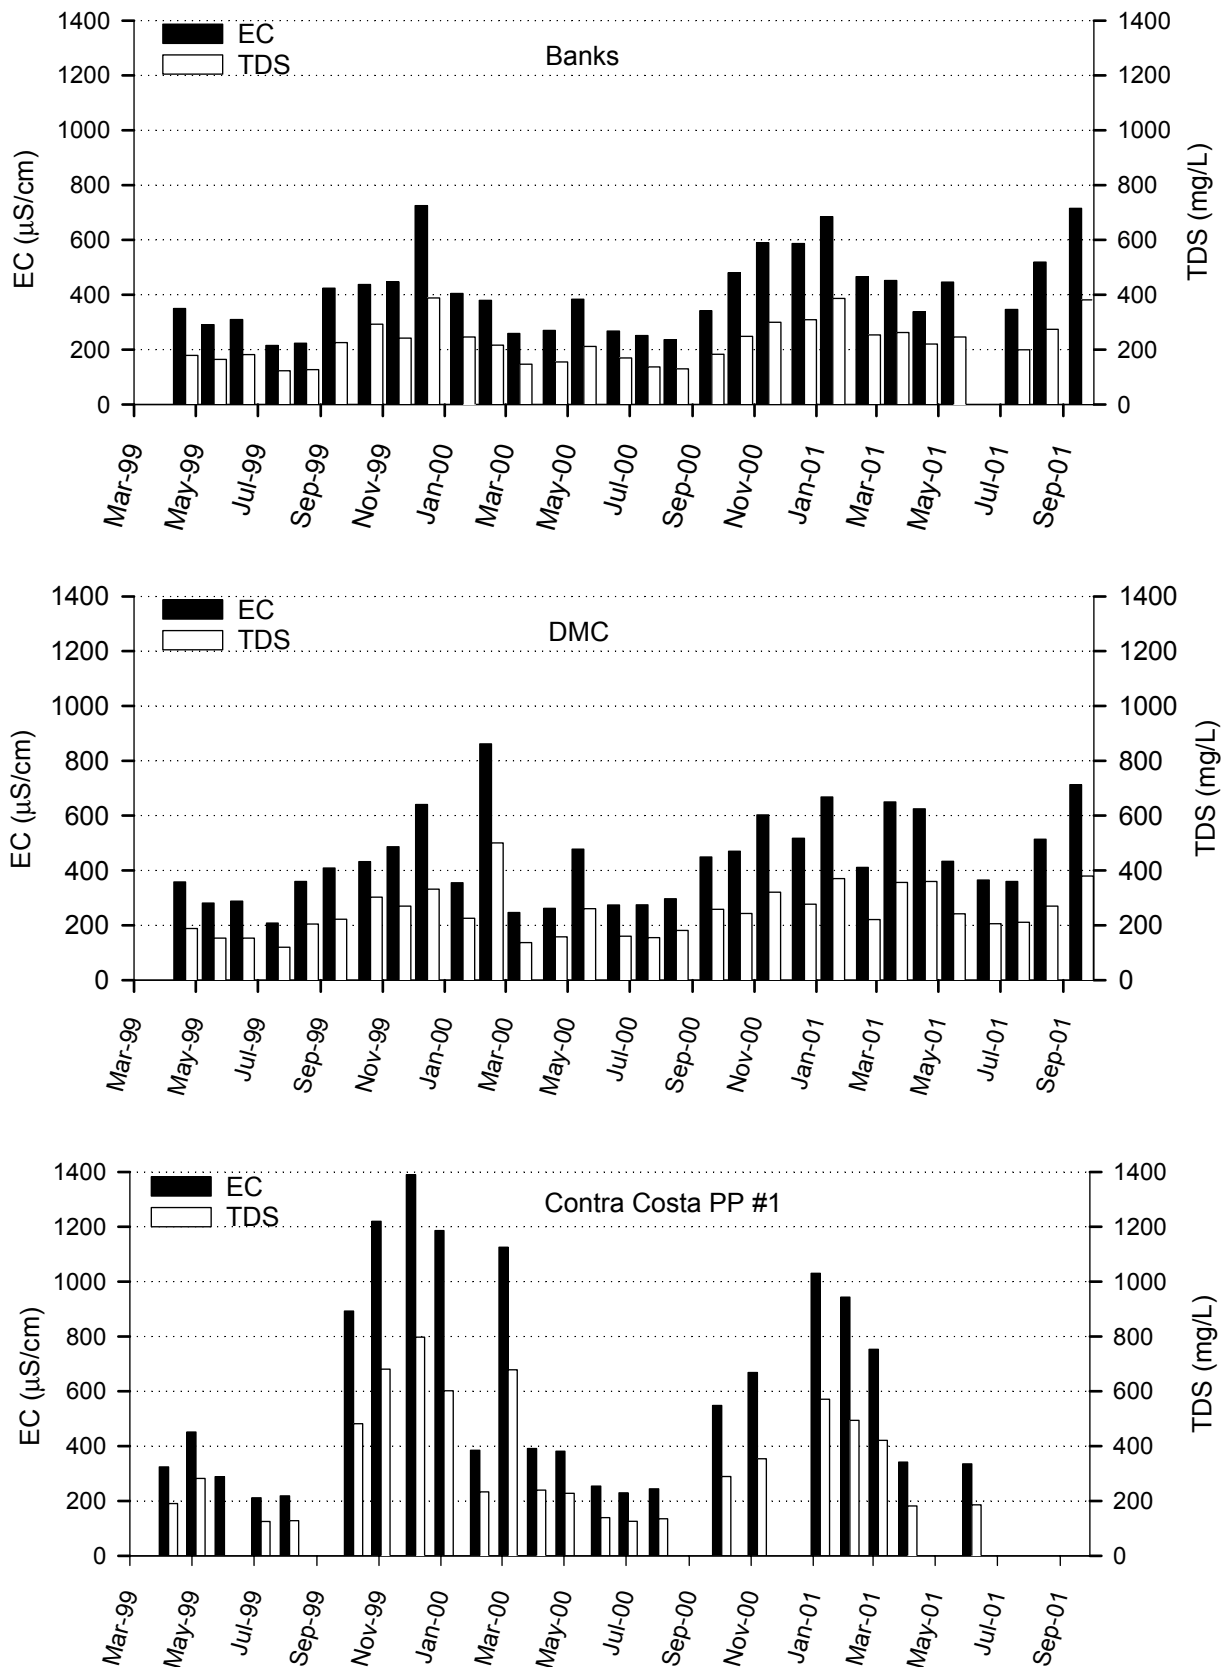 1400 1400
EC
TDS
Banks
1200 1200
1000 1000
800 800
600 600
400 400
200 200
0 0
EC (µS/cm)
TDS (mg/L)
Mar-99 May-99 Jul-99 Sep-99 Nov-99 Jan-00 Mar-00 May-00 Jul-00 Sep-00 Nov-00 Jan-01 Mar-01 May-01 Jul-01 Sep-01
1400 1400
EC
TDS
DMC
1200 1200
1000 1000
800 800
600 600
400 400
200 200
0 0
EC (µS/cm)
TDS (mg/L)
Mar-99 May-99 Jul-99 Sep-99 Nov-99 Jan-00 Mar-00 May-00 Jul-00 Sep-00 Nov-00 Jan-01 Mar-01 May-01 Jul-01 Sep-01
1400 1400
EC
TDS
Contra Costa PP #1
1200 1200
1000 1000
800 800
600 600
400 400
200 200
0 0
EC (µS/cm)
TDS (mg/L)
Mar-99 May-99 Jul-99 Sep-99 Nov-99 Jan-00 Mar-00 May-00 Jul-00 Sep-00 Nov-00 Jan-01 Mar-01 May-01 Jul-01 Sep-01